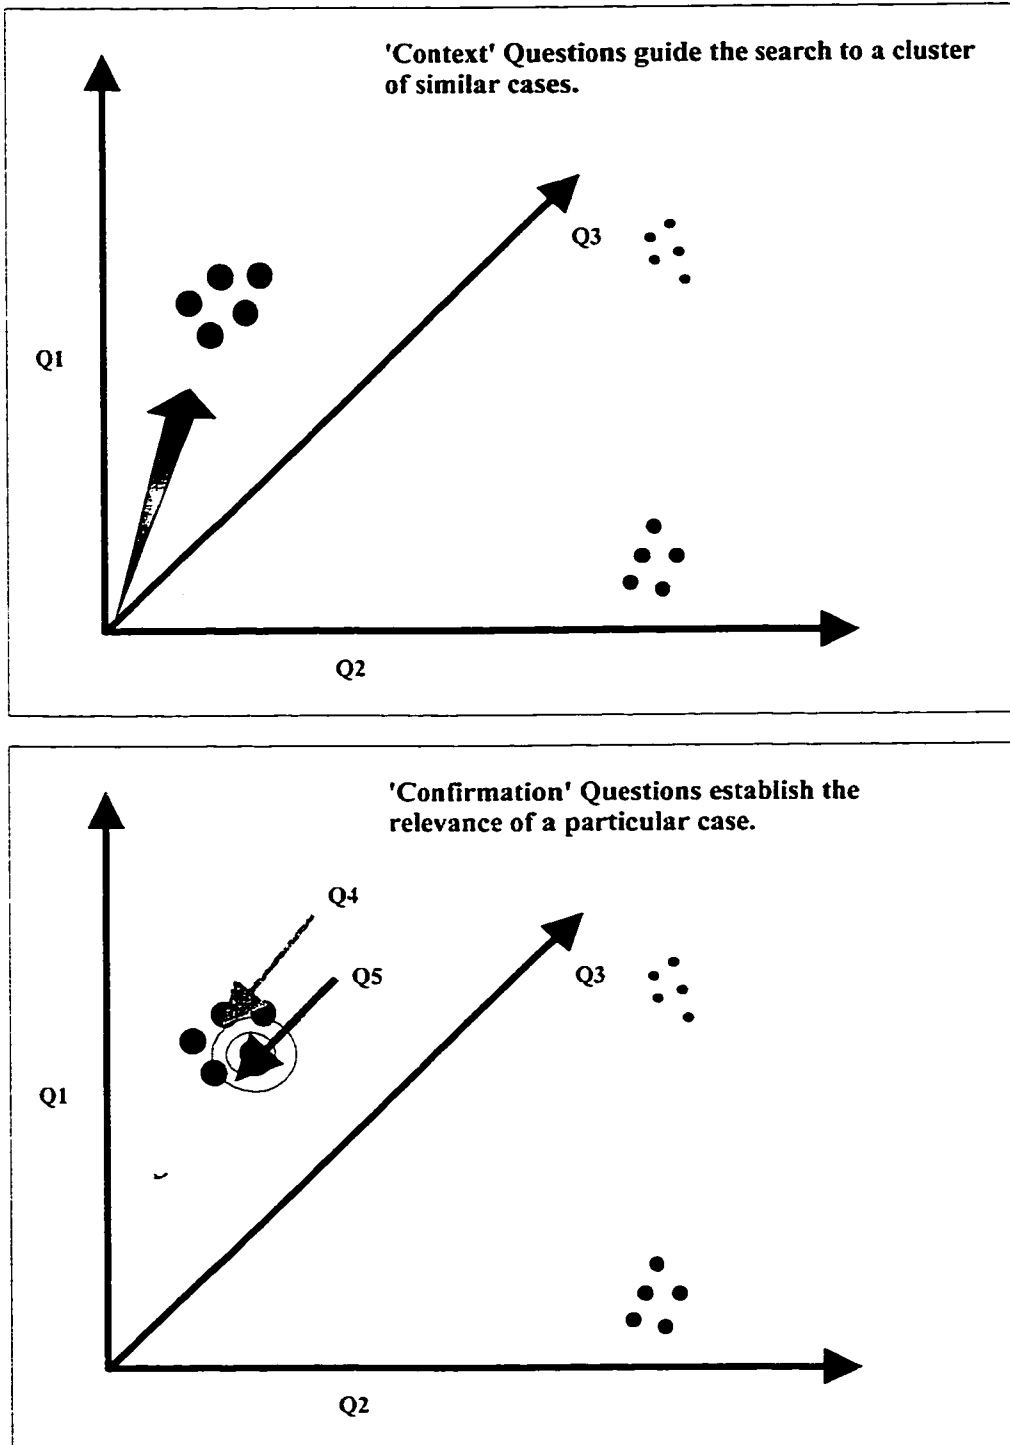 'Context' Questions guide the search to a cluster
of similar cases.
Q3
Q1
Q2
'Confirmation' Questions establish the
relevance of a particular case.
Q4
Q5
Q3
Q1
Q2